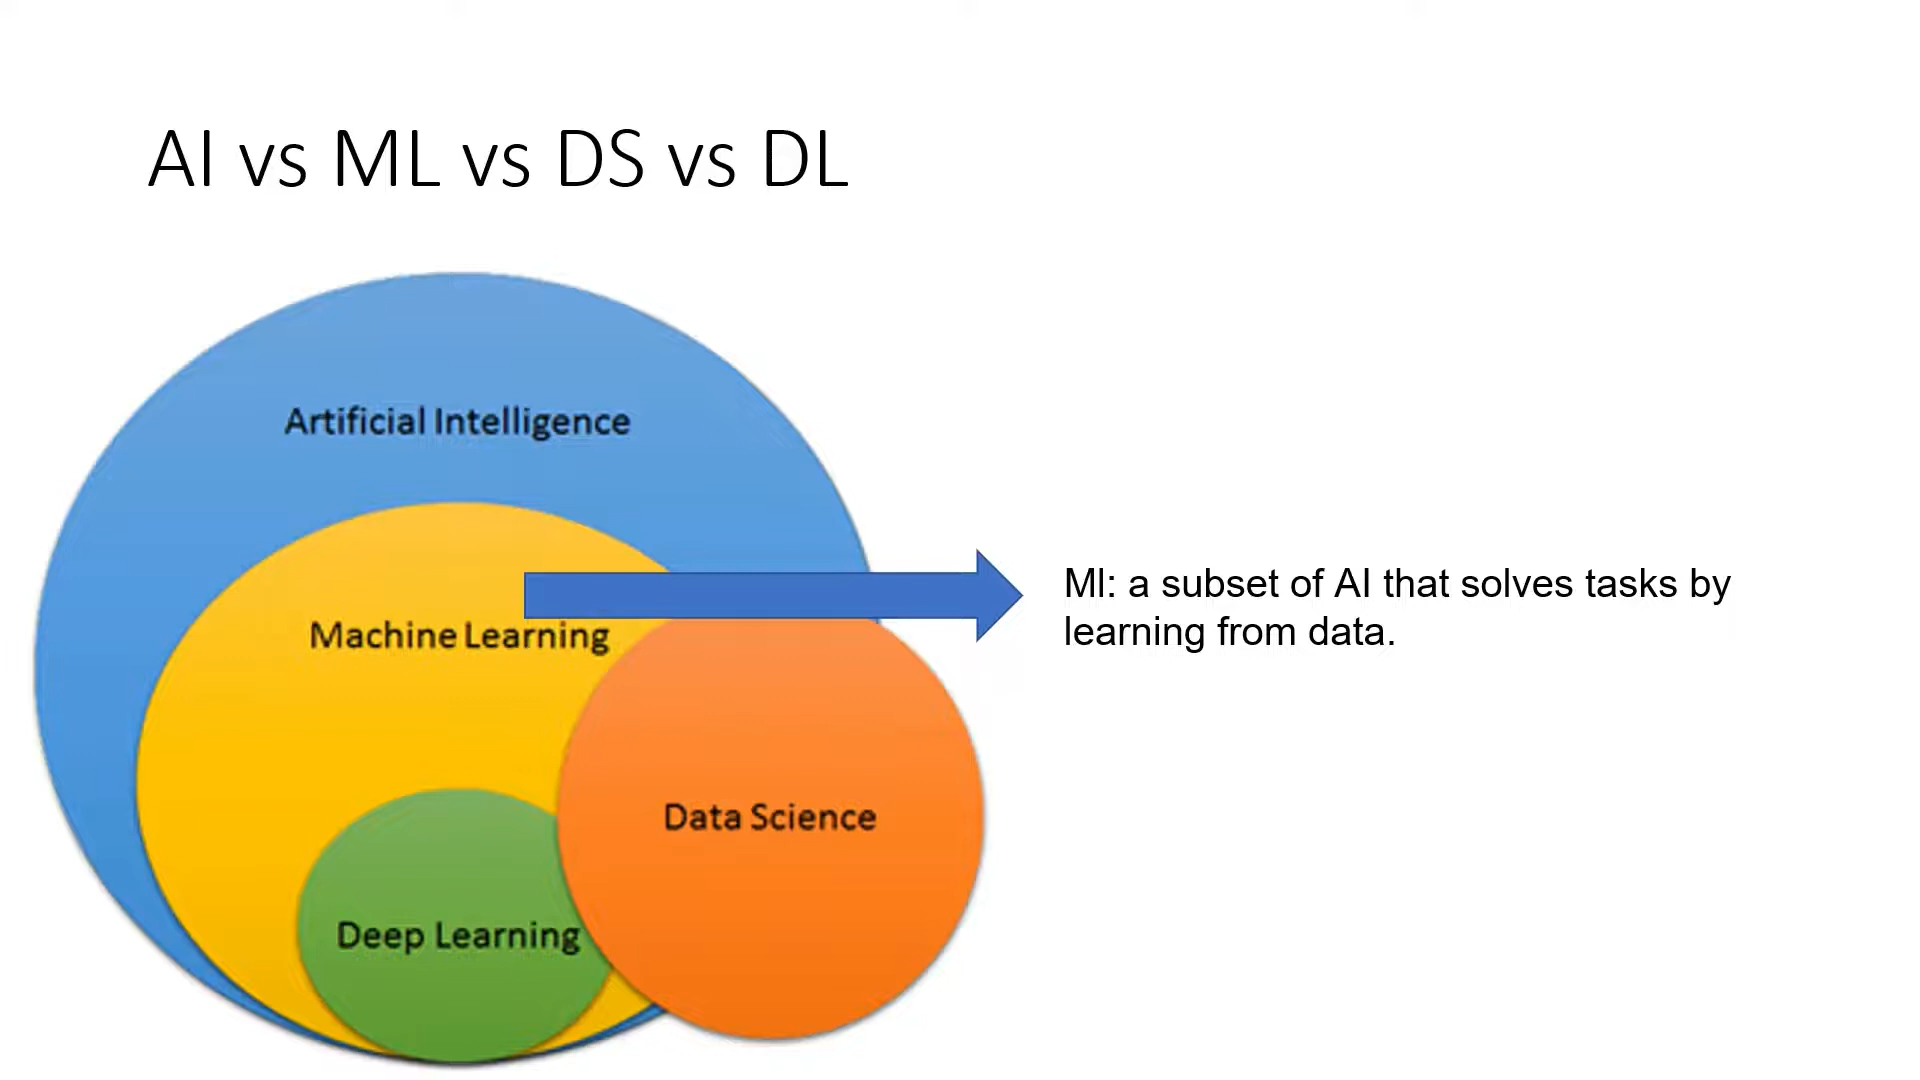 AI vs ML vs DS vs DL
Artificial Intelligence
Machine Learning
Ml: a subset of AI that solves tasks by
learning from data.
Data Science
Deep Learning